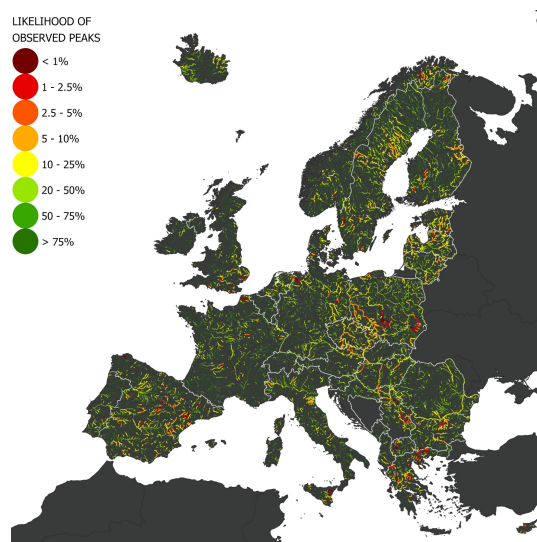 LIKELIHOOD OF
OBSERVED PEAKS
< 1%
1 - 2.5%
2.5 - 5%
5 - 10%
10 - 25%
20 - 50%
50 - 75%
> 75%